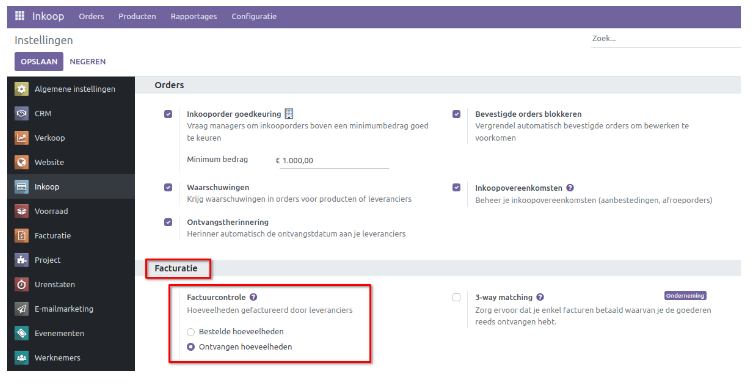 Inkoop Orders Producten Rapportages Configuratie
Instellingen
Zoek...
OPSLAAN NEGEREN
Algemene instellingen
CRM
Verkoop
Website
Inkoop
Voorraad
Facturatie
Project
Urenstaten
E-mailmarketing
Evenementen
Werknemers
Orders
Inkooporder goedkeuring
Vraag managers om inkooporders boven een minimumbedrag goed
te keuren
Minimum bedrag € 1.000,00
Bevestigde orders blokkeren
Vergrendel automatisch bevestigde orders om bewerken te
voorkomen
Waarschuwingen
Krijg waarschuwingen in orders voor producten of leveranciers
Inkoopovereenkomsten ?
Beheer je inkoopovereenkomsten (aanbestedingen, afroeporders)
Ontvangstherinnering
Herinner automatisch de ontvangstdatum aan je leveranciers
Facturatie
Factuurcontrole ?
Hoeveelheden gefactureerd door leveranciers
Bestelde hoeveelheden
Ontvangen hoeveelheden
3-way matching ? Onderneming
Zorg ervoor dat je enkel facturen betaald waarvan je de goederen
reeds ontvangen hebt.